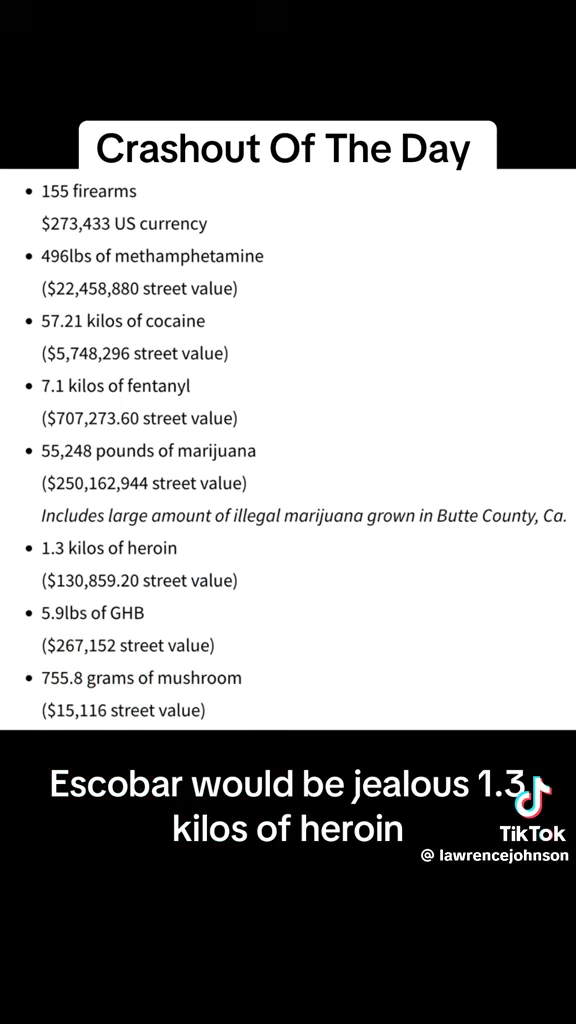 Crashout Of The Day
• 155 firearms
$273,433 US currency
• 496lbs of methamphetamine
($22,458,880 street value)
• 57.21 kilos of cocaine
($5,748,296 street value)
• 7.1 kilos of fentanyl
($707,273.60 street value)
• 55,248 pounds of marijuana
($250,162,944 street value)
Includes large amount of illegal marijuana grown in Butte County, Ca.
• 1.3 kilos of heroin
($130,859.20 street value)
• 5.9lbs of GHB
($267,152 street value)
• 755.8 grams of mushroom
($15,116 street value)
Escobar would be jealous 1.3
kilos of heroin
TikTok
@ lawrencejohnson